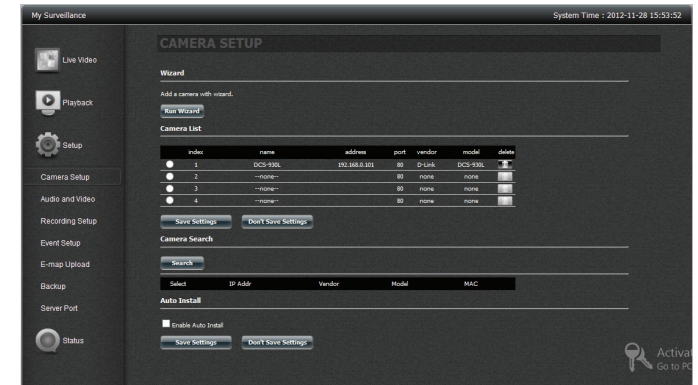 My Surveillance System Time : 2012-11-28 15:53:52
CAMERA SETUP
Live Video
Playback
Setup
Camera Setup
Audio and Video
Recording Setup
Event Setup
E-map Upload
Backup
Server Port
Status
Wizard
Add a camera with wizard.
Run Wizard
Camera List
index name address port vendor model delete
1 DCS-930L 192.168.0.101 80 D-Link DCS-930L
2 --none-- 80 none none
3 --none-- 80 none none
4 --none-- 80 none none
Save Settings Don't Save Settings
Camera Search
Search
Select IP Addr Vendor Model MAC
Auto Install
Enable Auto Install
Save Settings Don't Save Settings
Activat
Go to PC